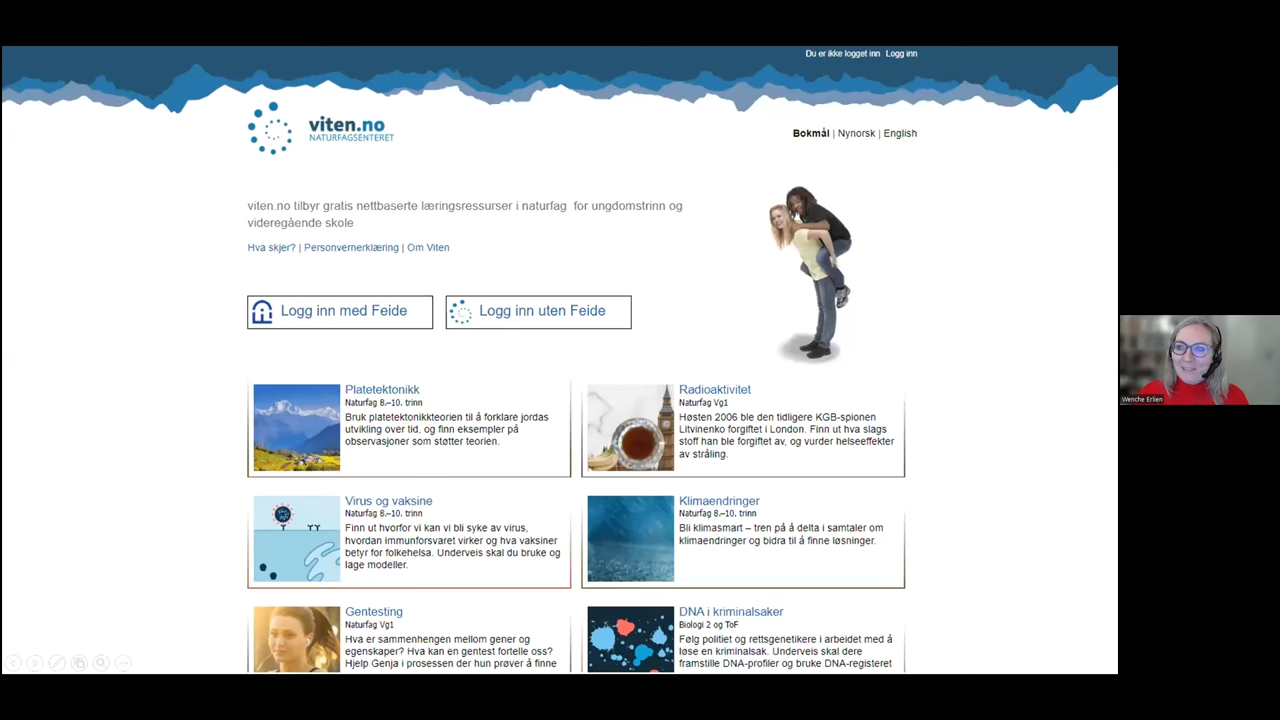 Du er ikke logget inn Logg inn
viten.no
NATURFAGSENTERET
Bokmål | Nynorsk | English
viten.no tilbyr gratis nettbaserte læringsressurser i naturfag for ungdomstrinn og
videregående skole
Hva skjer? | Personvernerklæring | Om Viten
Logg inn med Feide
Logg inn uten Feide
Platetektonikk
Naturfag 8.–10. trinn
Bruk platetektonikkteorien til å forklare jordas
utvikling over tid, og finn eksempler på
observasjoner som støtter teorien.
Radioaktivitet
Naturfag Vg1
Høsten 2006 ble den tidligere KGB-spionen
Litvinenko forgiftet i London. Finn ut hva slags
stoff han ble forgiftet av, og vurder helseeffekter
av stråling.
Virus og vaksine
Naturfag 8.–10. trinn
Finn ut hvorfor vi kan vi bli syke av virus,
hvordan immunforsvaret virker og hva vaksiner
betyr for folkehelsa. Underveis skal du bruke og
lage modeller.
Klimaendringer
Naturfag 8.–10. trinn
Bli klimasmart – tren på å delta i samtaler om
klimaendringer og bidra til å finne løsninger.
Gentesting
Naturfag Vg1
Hva er sammenhengen mellom gener og
egenskaper? Hva kan en gentest fortelle oss?
Hjelp Genja i prosessen der hun prøver å finne
DNA i kriminalsaker
Biologi 2 og ToF
Følg politiet og rettsgenetikere i arbeidet med å
løse en kriminalsak. Underveis skal dere
framstille DNA-profiler og bruke DNA-registeret
Wenche Erlien